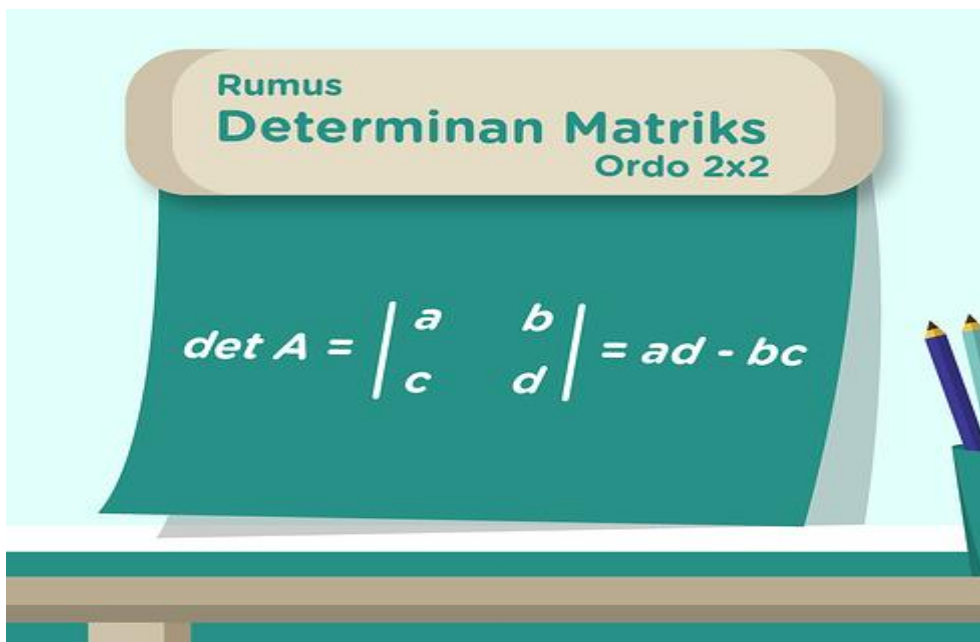 Rumus
Determinan Matriks
Ordo 2x2
det A = | a b | = ad - bc
| c d |